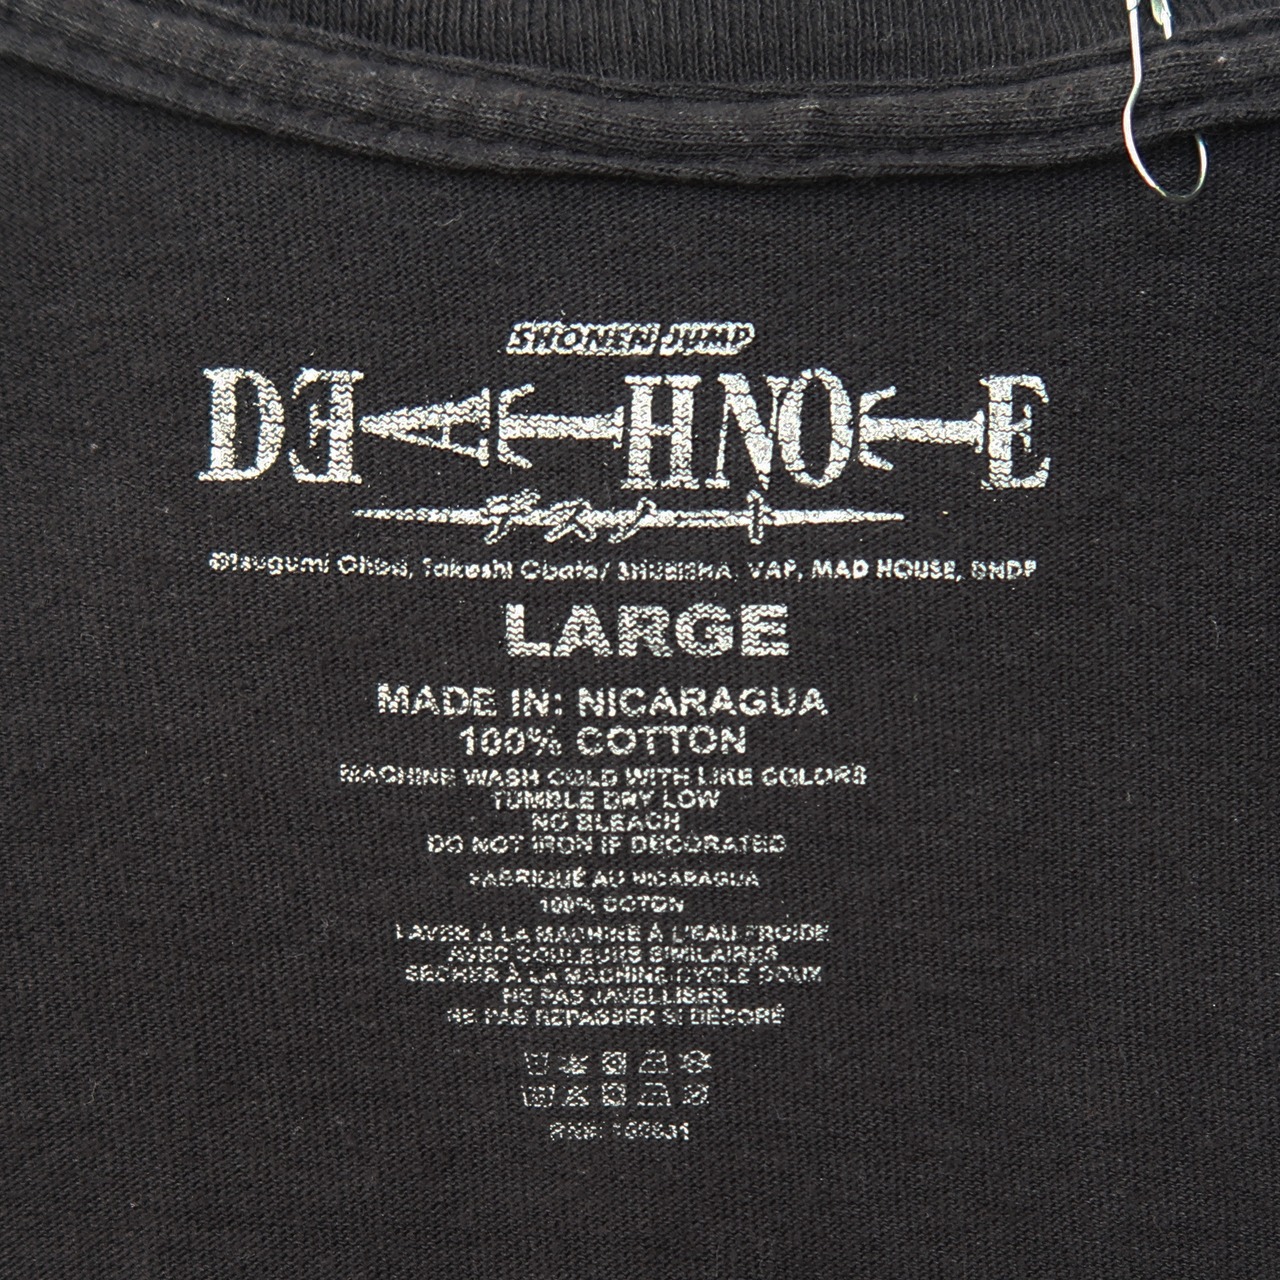 SHONEN JUMP
DEATH NOTE
デスノート
©Tsugumi Ohba, Takeshi Obata/ SHUEISHA, VAP, MAD HOUSE, DNDP
LARGE
MADE IN: NICARAGUA
100% COTTON
MACHINE WASH COLD WITH LIKE COLORS
TUMBLE DRY LOW
NO BLEACH
DO NOT IRON IF DECORATED
FABRIQUÉ AU NICARAGUA
100% COTON
LAVER À LA MACHINE À L'EAU FROIDE
AVEC COULEURS SIMILAIRES
SÉCHER À LA MACHINE CYCLE DOUX
NE PAS JAVELLISER
NE PAS REPASSER SI DÉCORÉ